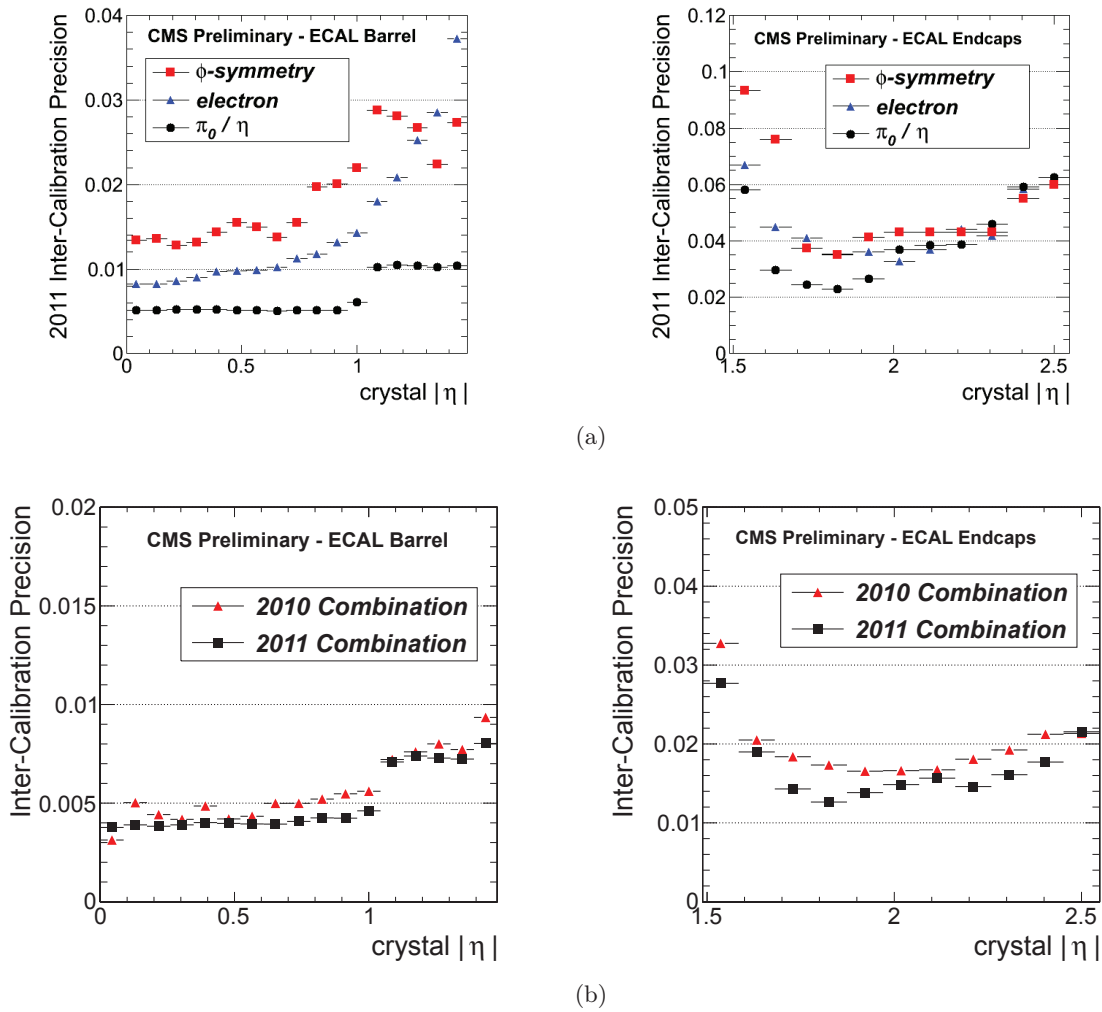 CMS Preliminary - ECAL Barrel
ϕ-symmetry
electron
π0 / η
2011 Inter-Calibration Precision
0.04
0.03
0.02
0.01
0
0 0.5 1
crystal | η |
CMS Preliminary - ECAL Endcaps
ϕ-symmetry
electron
π0 / η
2011 Inter-Calibration Precision
0.12
0.1
0.08
0.06
0.04
0.02
0
1.5 2 2.5
crystal | η |
(a)
CMS Preliminary - ECAL Barrel
2010 Combination
2011 Combination
Inter-Calibration Precision
0.02
0.015
0.01
0.005
0
0 0.5 1
crystal | η |
CMS Preliminary - ECAL Endcaps
2010 Combination
2011 Combination
Inter-Calibration Precision
0.05
0.04
0.03
0.02
0.01
0
1.5 2 2.5
crystal | η |
(b)